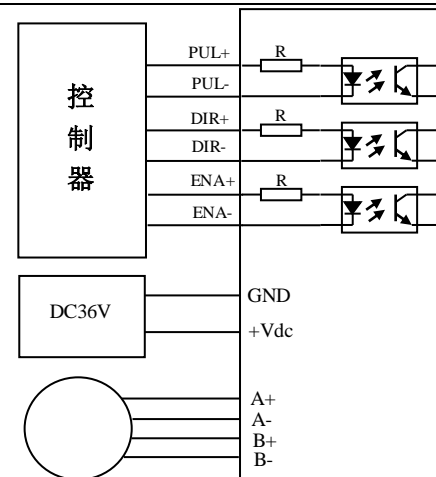 控
制
器
PUL+
R
PUL-
DIR+
R
DIR-
ENA+
R
ENA-
DC36V
GND
+Vdc
A+
A-
B+
B-